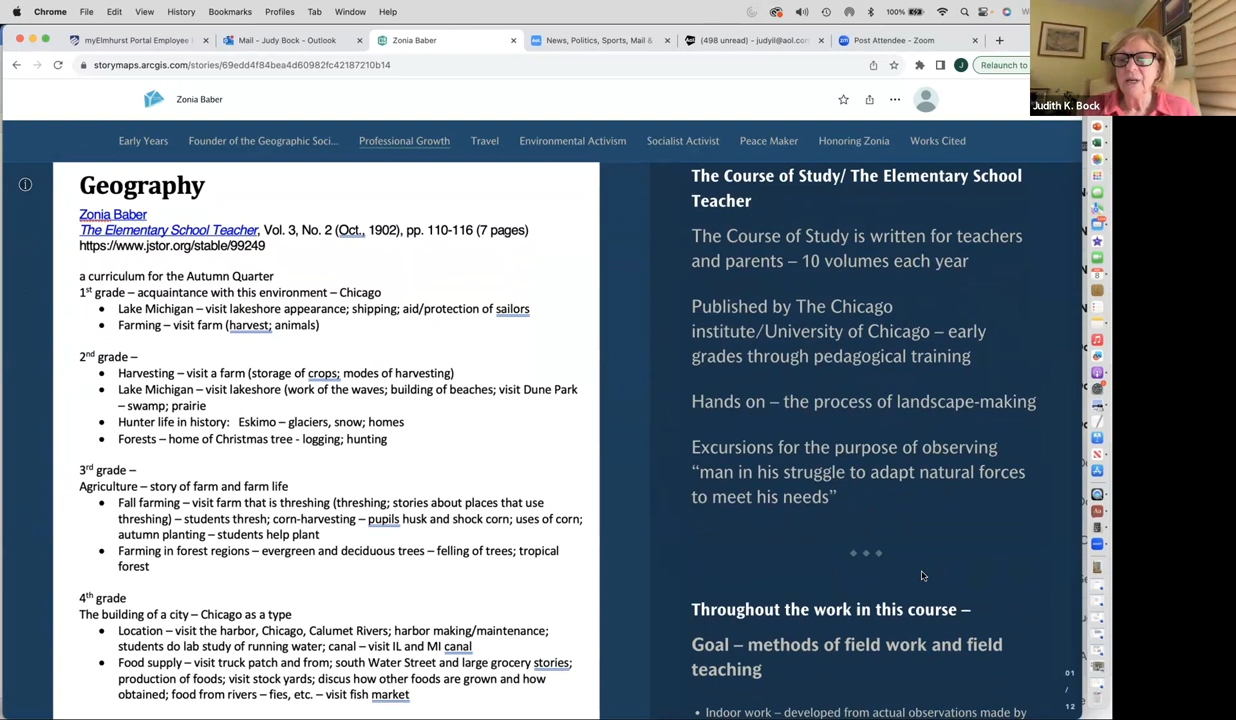 Chrome File Edit View History Bookmarks Profiles Tab Window Help
100%
myElmhurst Portal Employee
Mail - Judy Bock - Outlook
Zonia Baber
News, Politics, Sports, Mail &
(498 unread) - judyil@aol.com
Post Attendee - Zoom
storymaps.arcgis.com/stories/69edd4f84bea4d60982fc42187210b14
J
Relaunch to
Judith K. Bock
Zonia Baber
Early Years
Founder of the Geographic Soci...
Professional Growth
Travel
Environmental Activism
Socialist Activist
Peace Maker
Honoring Zonia
Works Cited
Geography
Zonia Baber
The Elementary School Teacher, Vol. 3, No. 2 (Oct., 1902), pp. 110-116 (7 pages)
https://www.jstor.org/stable/99249
a curriculum for the Autumn Quarter
1st grade – acquaintance with this environment – Chicago
• Lake Michigan – visit lakeshore appearance; shipping; aid/protection of sailors
• Farming – visit farm (harvest; animals)
2nd grade –
• Harvesting – visit a farm (storage of crops; modes of harvesting)
• Lake Michigan – visit lakeshore (work of the waves; building of beaches; visit Dune Park
– swamp; prairie
• Hunter life in history: Eskimo – glaciers, snow; homes
• Forests – home of Christmas tree - logging; hunting
3rd grade –
Agriculture – story of farm and farm life
• Fall farming – visit farm that is threshing (threshing; stories about places that use
threshing) – students thresh; corn-harvesting – pupils husk and shock corn; uses of corn;
autumn planting – students help plant
• Farming in forest regions – evergreen and deciduous trees – felling of trees; tropical
forest
4th grade
The building of a city – Chicago as a type
• Location – visit the harbor, Chicago, Calumet Rivers; harbor making/maintenance;
students do lab study of running water; canal – visit IL and MI canal
• Food supply – visit truck patch and from; south Water Street and large grocery stories;
production of foods; visit stock yards; discus how other foods are grown and how
obtained; food from rivers – fies, etc. – visit fish market
The Course of Study/ The Elementary School
Teacher
The Course of Study is written for teachers
and parents – 10 volumes each year
Published by The Chicago
institute/University of Chicago – early
grades through pedagogical training
Hands on – the process of landscape-making
Excursions for the purpose of observing
“man in his struggle to adapt natural forces
to meet his needs”
Throughout the work in this course –
Goal – methods of field work and field
teaching
• Indoor work – developed from actual observations made by
01
/
12